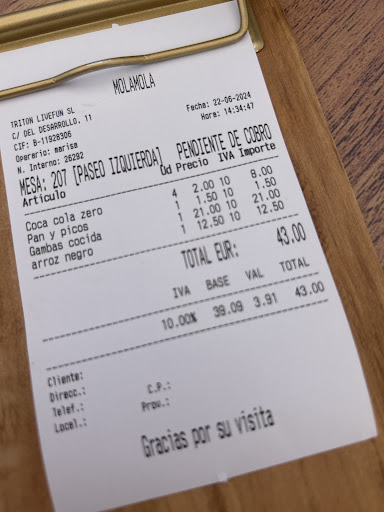 MOLAMOLA
TRITON LIVEFUN SL
C/ DEL DESARROLLO, 11
CIF: B-11928306
Operario: marisa
N. Interno: 26292
Fecha: 22-06-2024
Hora: 14:34:47
MESA: 207 [PASEO IZQUIERDA] PENDIENTE DE COBRO
Artículo Ud Precio IVA Importe
Coca cola zero 4 2.00 10 8.00
Pan y picos 1 1.50 10 1.50
Gambas cocida 1 21.00 10 21.00
arroz negro 1 12.50 10 12.50
TOTAL EUR: 43.00
IVA BASE VAL TOTAL
10.00% 39.09 3.91 43.00
Cliente:
Direcc.: C.P.:
Telef.: Prov.:
Local.:
Gracias por su visita